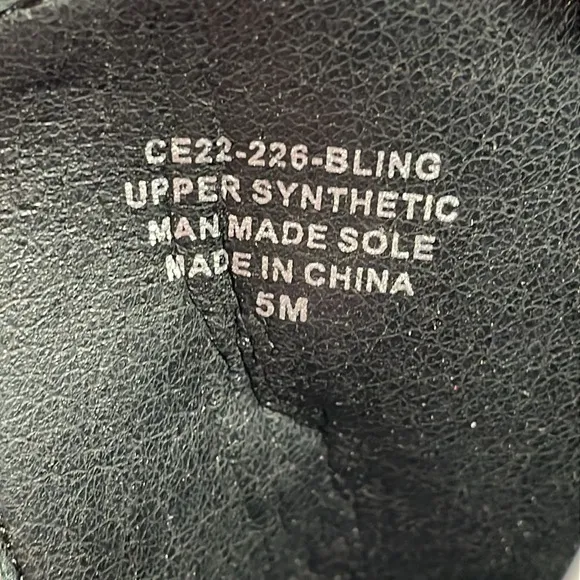 CE22-226-BLING
UPPER SYNTHETIC
MAN MADE SOLE
MADE IN CHINA
5M